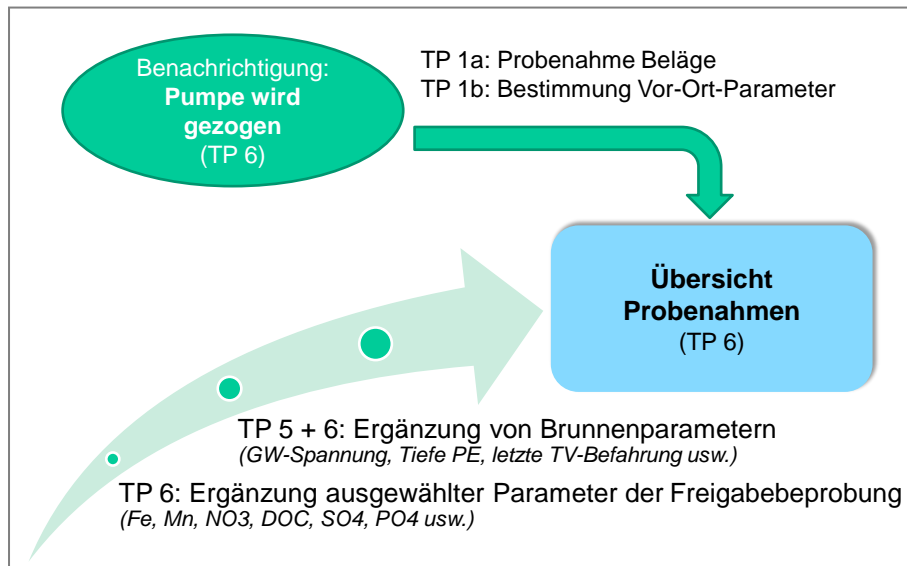 Benachrichtigung:
Pumpe wird
gezogen
(TP 6)
TP 1a: Probenahme Beläge
TP 1b: Bestimmung Vor-Ort-Parameter
Übersicht
Probenahmen
(TP 6)
TP 5 + 6: Ergänzung von Brunnenparametern
(GW-Spannung, Tiefe PE, letzte TV-Befahrung usw.)
TP 6: Ergänzung ausgewählter Parameter der Freigabebeprobung
(Fe, Mn, NO3, DOC, SO4, PO4 usw.)